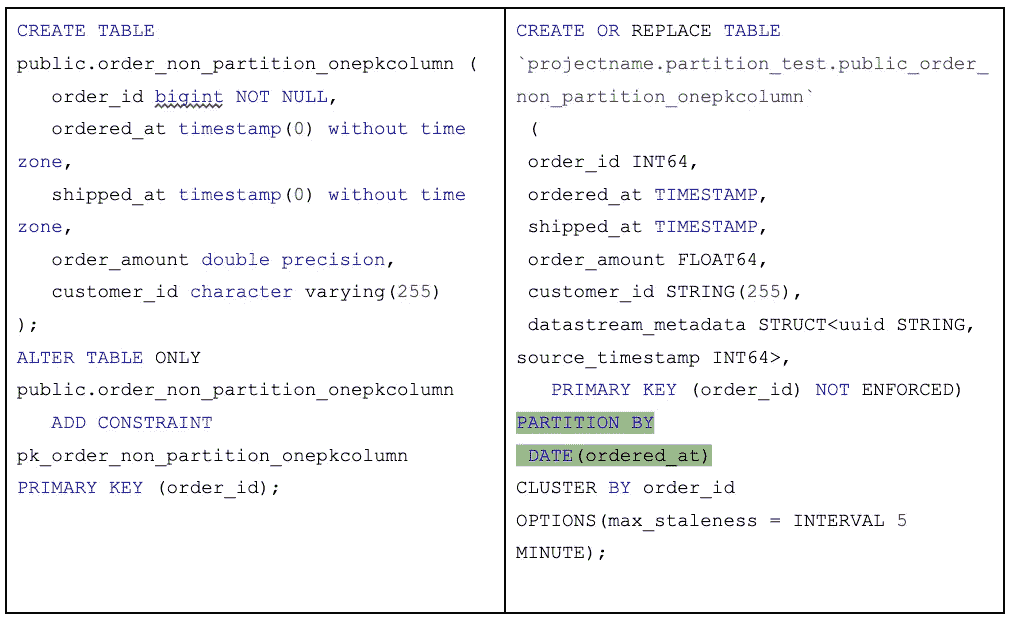 CREATE TABLE
public.order_non_partition_onepkcolumn (
order_id bigint NOT NULL,
ordered_at timestamp(0) without time
zone,
shipped_at timestamp(0) without time
zone,
order_amount double precision,
customer_id character varying(255)
);
ALTER TABLE ONLY
public.order_non_partition_onepkcolumn
ADD CONSTRAINT
pk_order_non_partition_onepkcolumn
PRIMARY KEY (order_id);
CREATE OR REPLACE TABLE
`projectname.partition_test.public_order_
non_partition_onepkcolumn`
(
order_id INT64,
ordered_at TIMESTAMP,
shipped_at TIMESTAMP,
order_amount FLOAT64,
customer_id STRING(255),
datastream_metadata STRUCT<uuid STRING,
source_timestamp INT64>,
PRIMARY KEY (order_id) NOT ENFORCED)
PARTITION BY
DATE(ordered_at)
CLUSTER BY order_id
OPTIONS(max_staleness = INTERVAL 5
MINUTE);